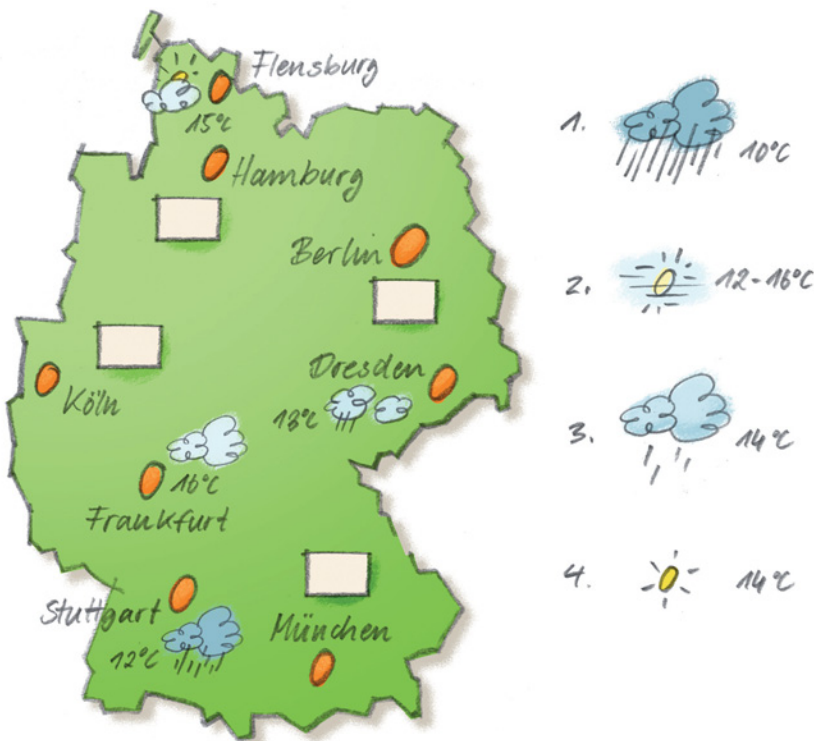 Flensburg
15°C
Hamburg
Berlin
Dresden
Köln
13°C
16°C
Frankfurt
Stuttgart
12°C
München
1. 10°C
2. 12-16°C
3. 14°C
4. 14°C